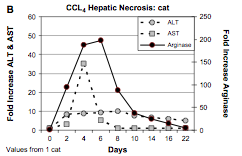 B
CCL₄ Hepatic Necrosis: cat
Fold Increase ALT & AST
60
50
40
30
20
10
0
ALT
AST
Arginase
250
200
150
100
50
0
Fold Increase Arginase
0 2 4 6 8 10 14 16 22
Days
Values from 1 cat